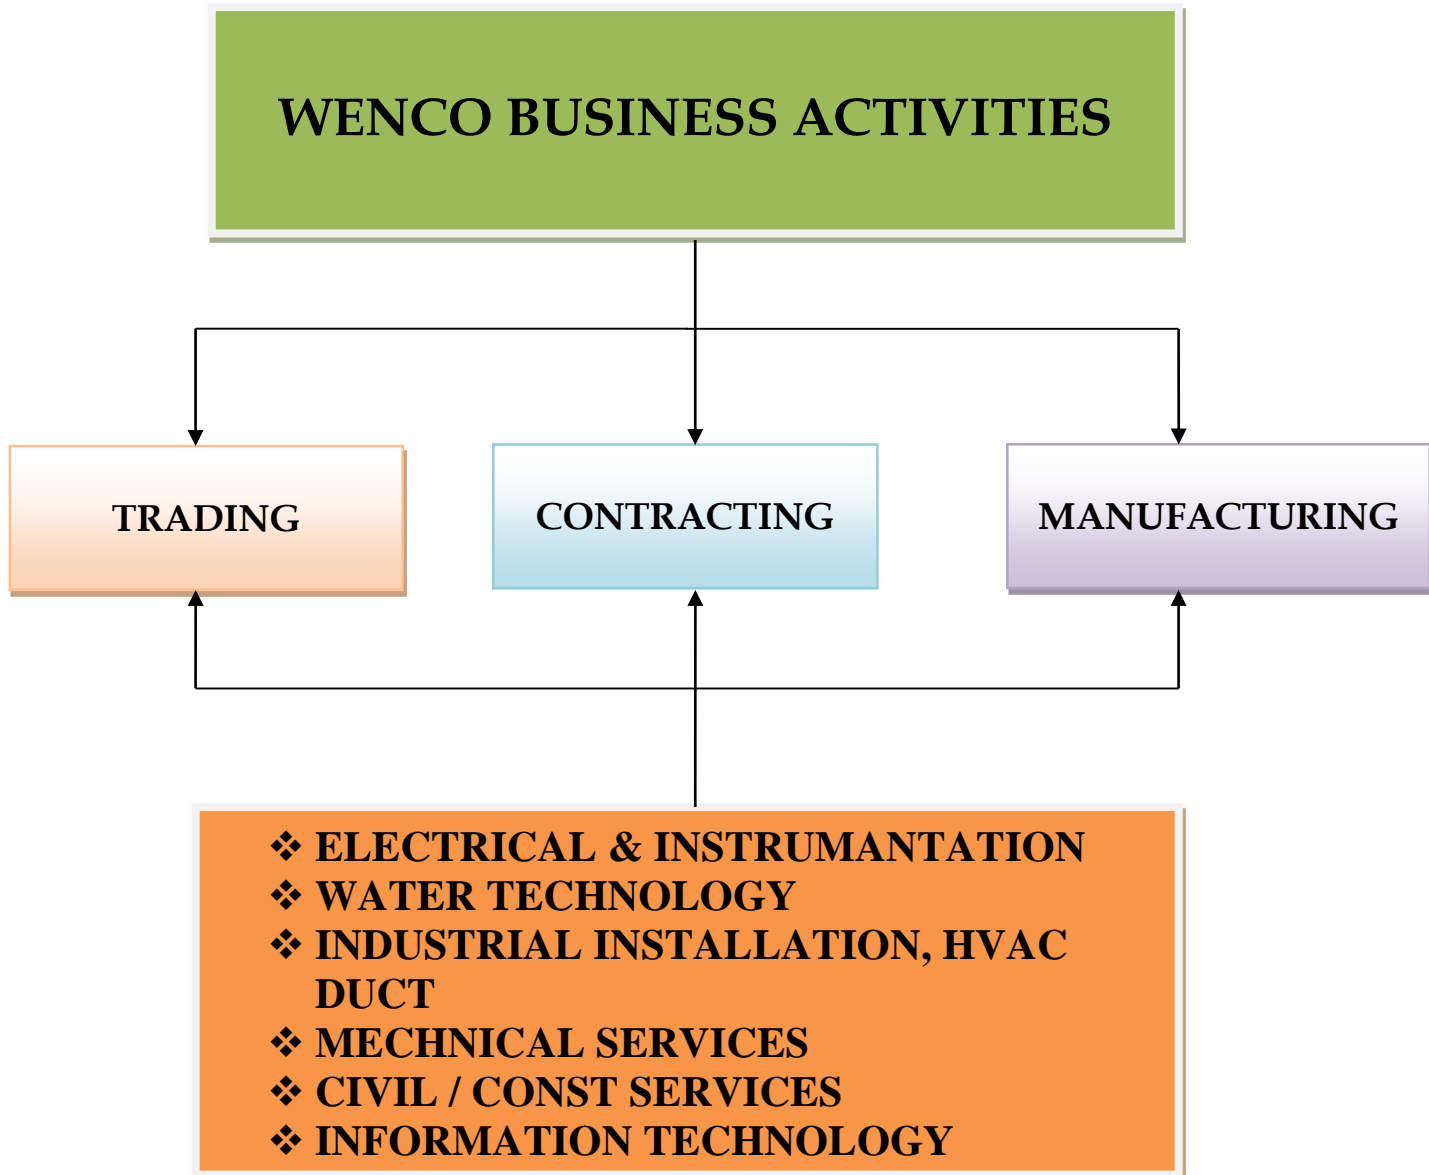 WENCO BUSINESS ACTIVITIES
TRADING
CONTRACTING
MANUFACTURING
❖ ELECTRICAL & INSTRUMANTATION
❖ WATER TECHNOLOGY
❖ INDUSTRIAL INSTALLATION, HVAC
DUCT
❖ MECHNICAL SERVICES
❖ CIVIL / CONST SERVICES
❖ INFORMATION TECHNOLOGY